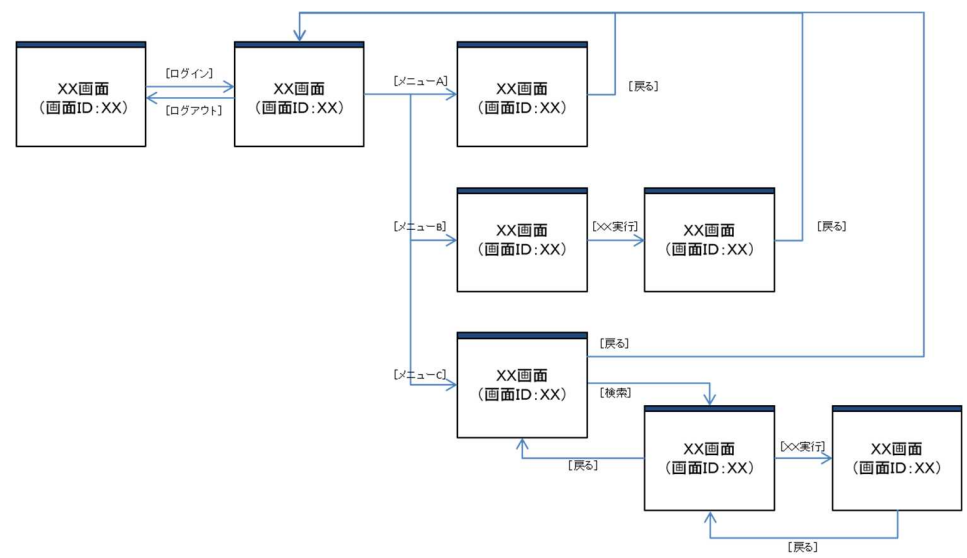 XX画面
（画面ID：XX）
[ログイン]
[ログアウト]
XX画面
（画面ID：XX）
[メニューA]
XX画面
（画面ID：XX）
[戻る]
[メニューB]
XX画面
（画面ID：XX）
[××実行]
XX画面
（画面ID：XX）
[戻る]
[メニューC]
XX画面
（画面ID：XX）
[戻る]
[検索]
XX画面
（画面ID：XX）
[戻る]
[××実行]
XX画面
（画面ID：XX）
[戻る]